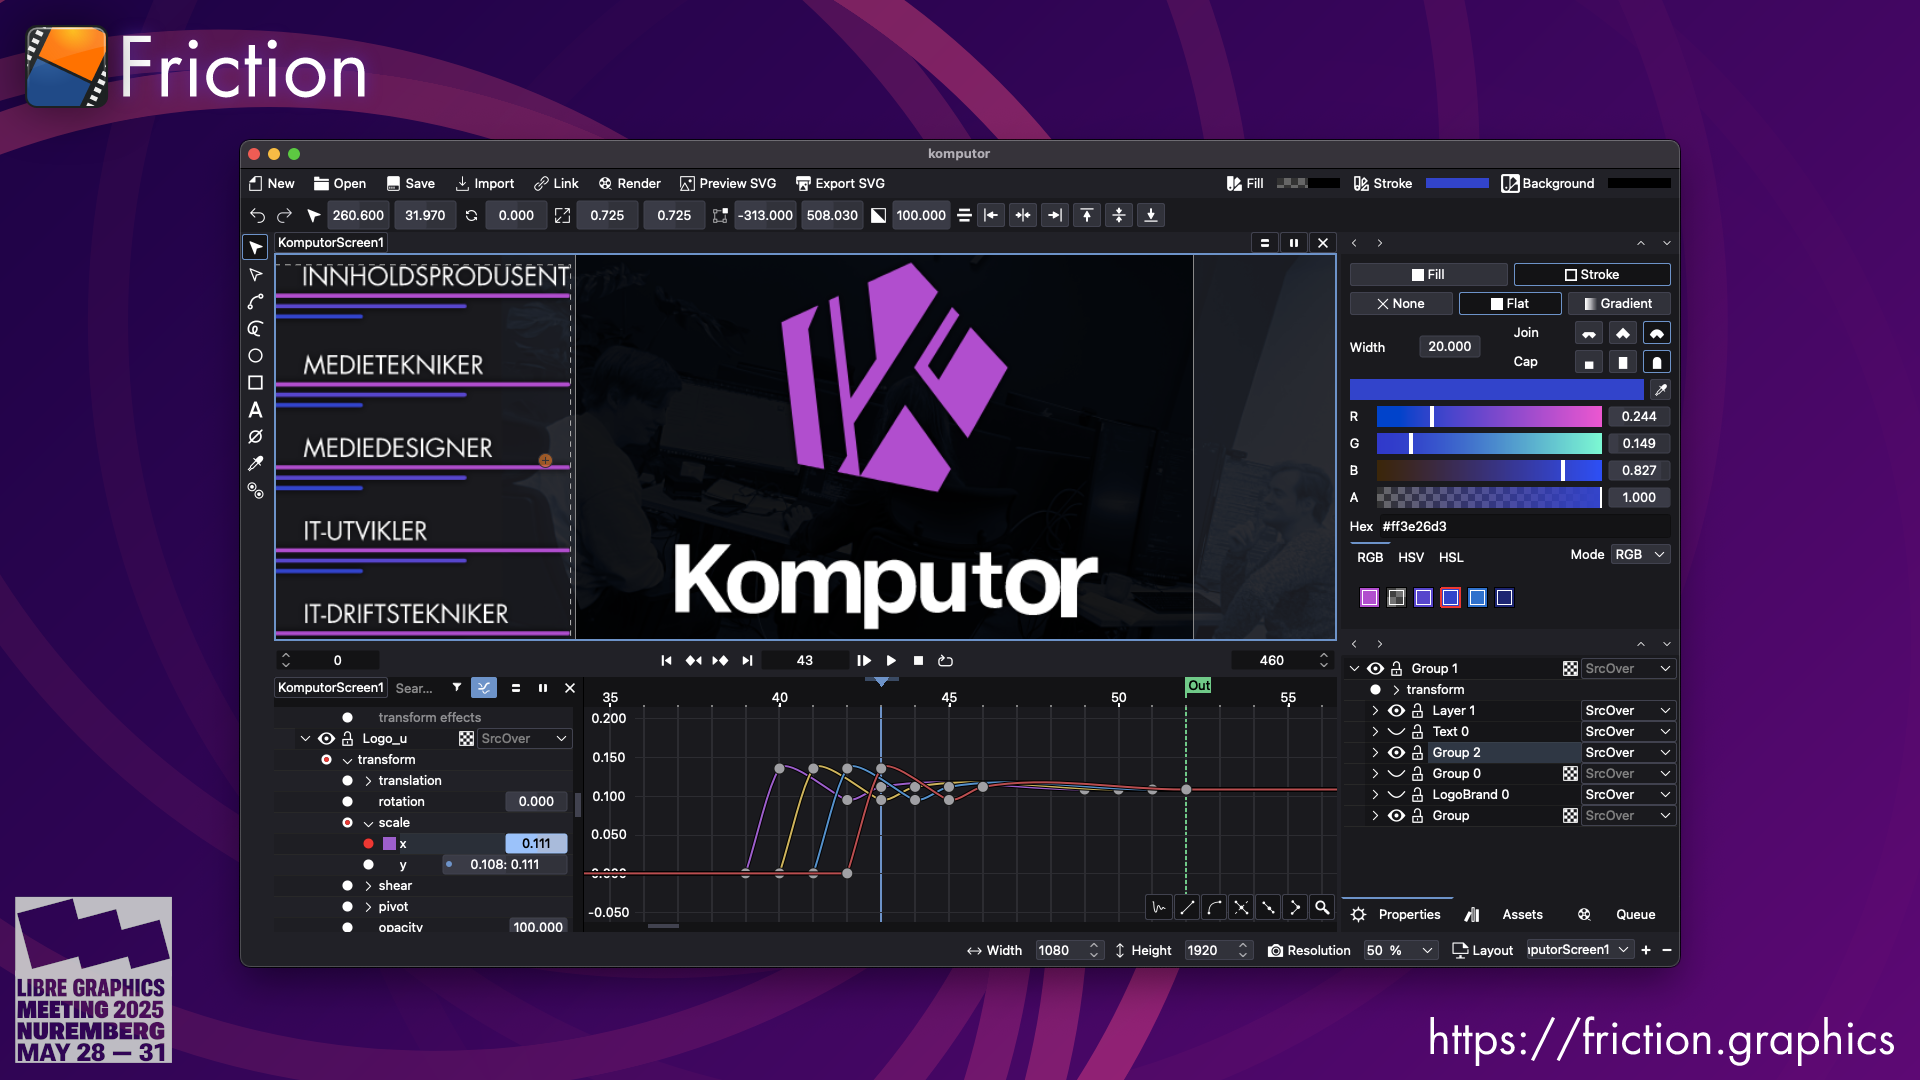 Friction
komputor
New Open Save Import Link Render Preview SVG Export SVG Fill Stroke Background
260.600 31.970 0.000 0.725 0.725 -313.000 508.030 100.000
KomputorScreen1
INNHOLDSPRODUSENT
MEDIETEKNIKER
MEDIEDESIGNER
IT-UTVIKLER
IT-DRIFTSTEKNIKER
Komputor
Fill Stroke
None Flat Gradient
Width 20.000 Join
Cap
R 0.244
G 0.149
B 0.827
A 1.000
Hex #ff3e26d3
RGB HSV HSL Mode RGB
0 43 460
KomputorScreen1 Sear...
transform effects
Logo_u SrcOver
transform
translation
rotation 0.000
scale
x 0.111
y 0.108: 0.111
shear
pivot
opacity 100.000
35 40 45 50 Out 55
0.200
0.150
0.100
0.050
0.000
-0.050
Group 1 SrcOver
transform
Layer 1 SrcOver
Text 0 SrcOver
Group 2 SrcOver
Group 0 SrcOver
LogoBrand 0 SrcOver
Group SrcOver
Properties Assets Queue
Width 1080 Height 1920 Resolution 50 % Layout iputorScreen1
LIBRE GRAPHICS
MEETING 2025
NUREMBERG
MAY 28 — 31
https://friction.graphics